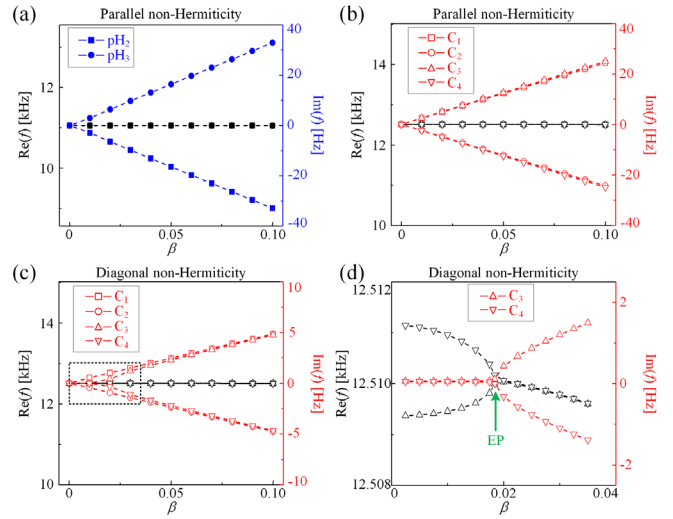 (a)
Parallel non-Hermiticity
pH2
pH3
12
11
10
9
Re(f) [kHz]
40
20
0
-20
-40
Im(f) [Hz]
0
0.05
0.10
β
(b)
Parallel non-Hermiticity
C1
C2
C3
C4
14
12
10
Re(f) [kHz]
40
20
0
-20
-40
Im(f) [Hz]
0
0.05
0.10
β
(c)
Diagonal non-Hermiticity
C1
C2
C3
C4
14
12
10
Re(f) [kHz]
10
5
0
-5
-10
Im(f) [Hz]
0
0.05
0.10
β
(d)
Diagonal non-Hermiticity
C3
C4
12.512
12.510
12.508
Re(f) [kHz]
2
0
-2
Im(f) [Hz]
EP
0
0.02
0.04
β